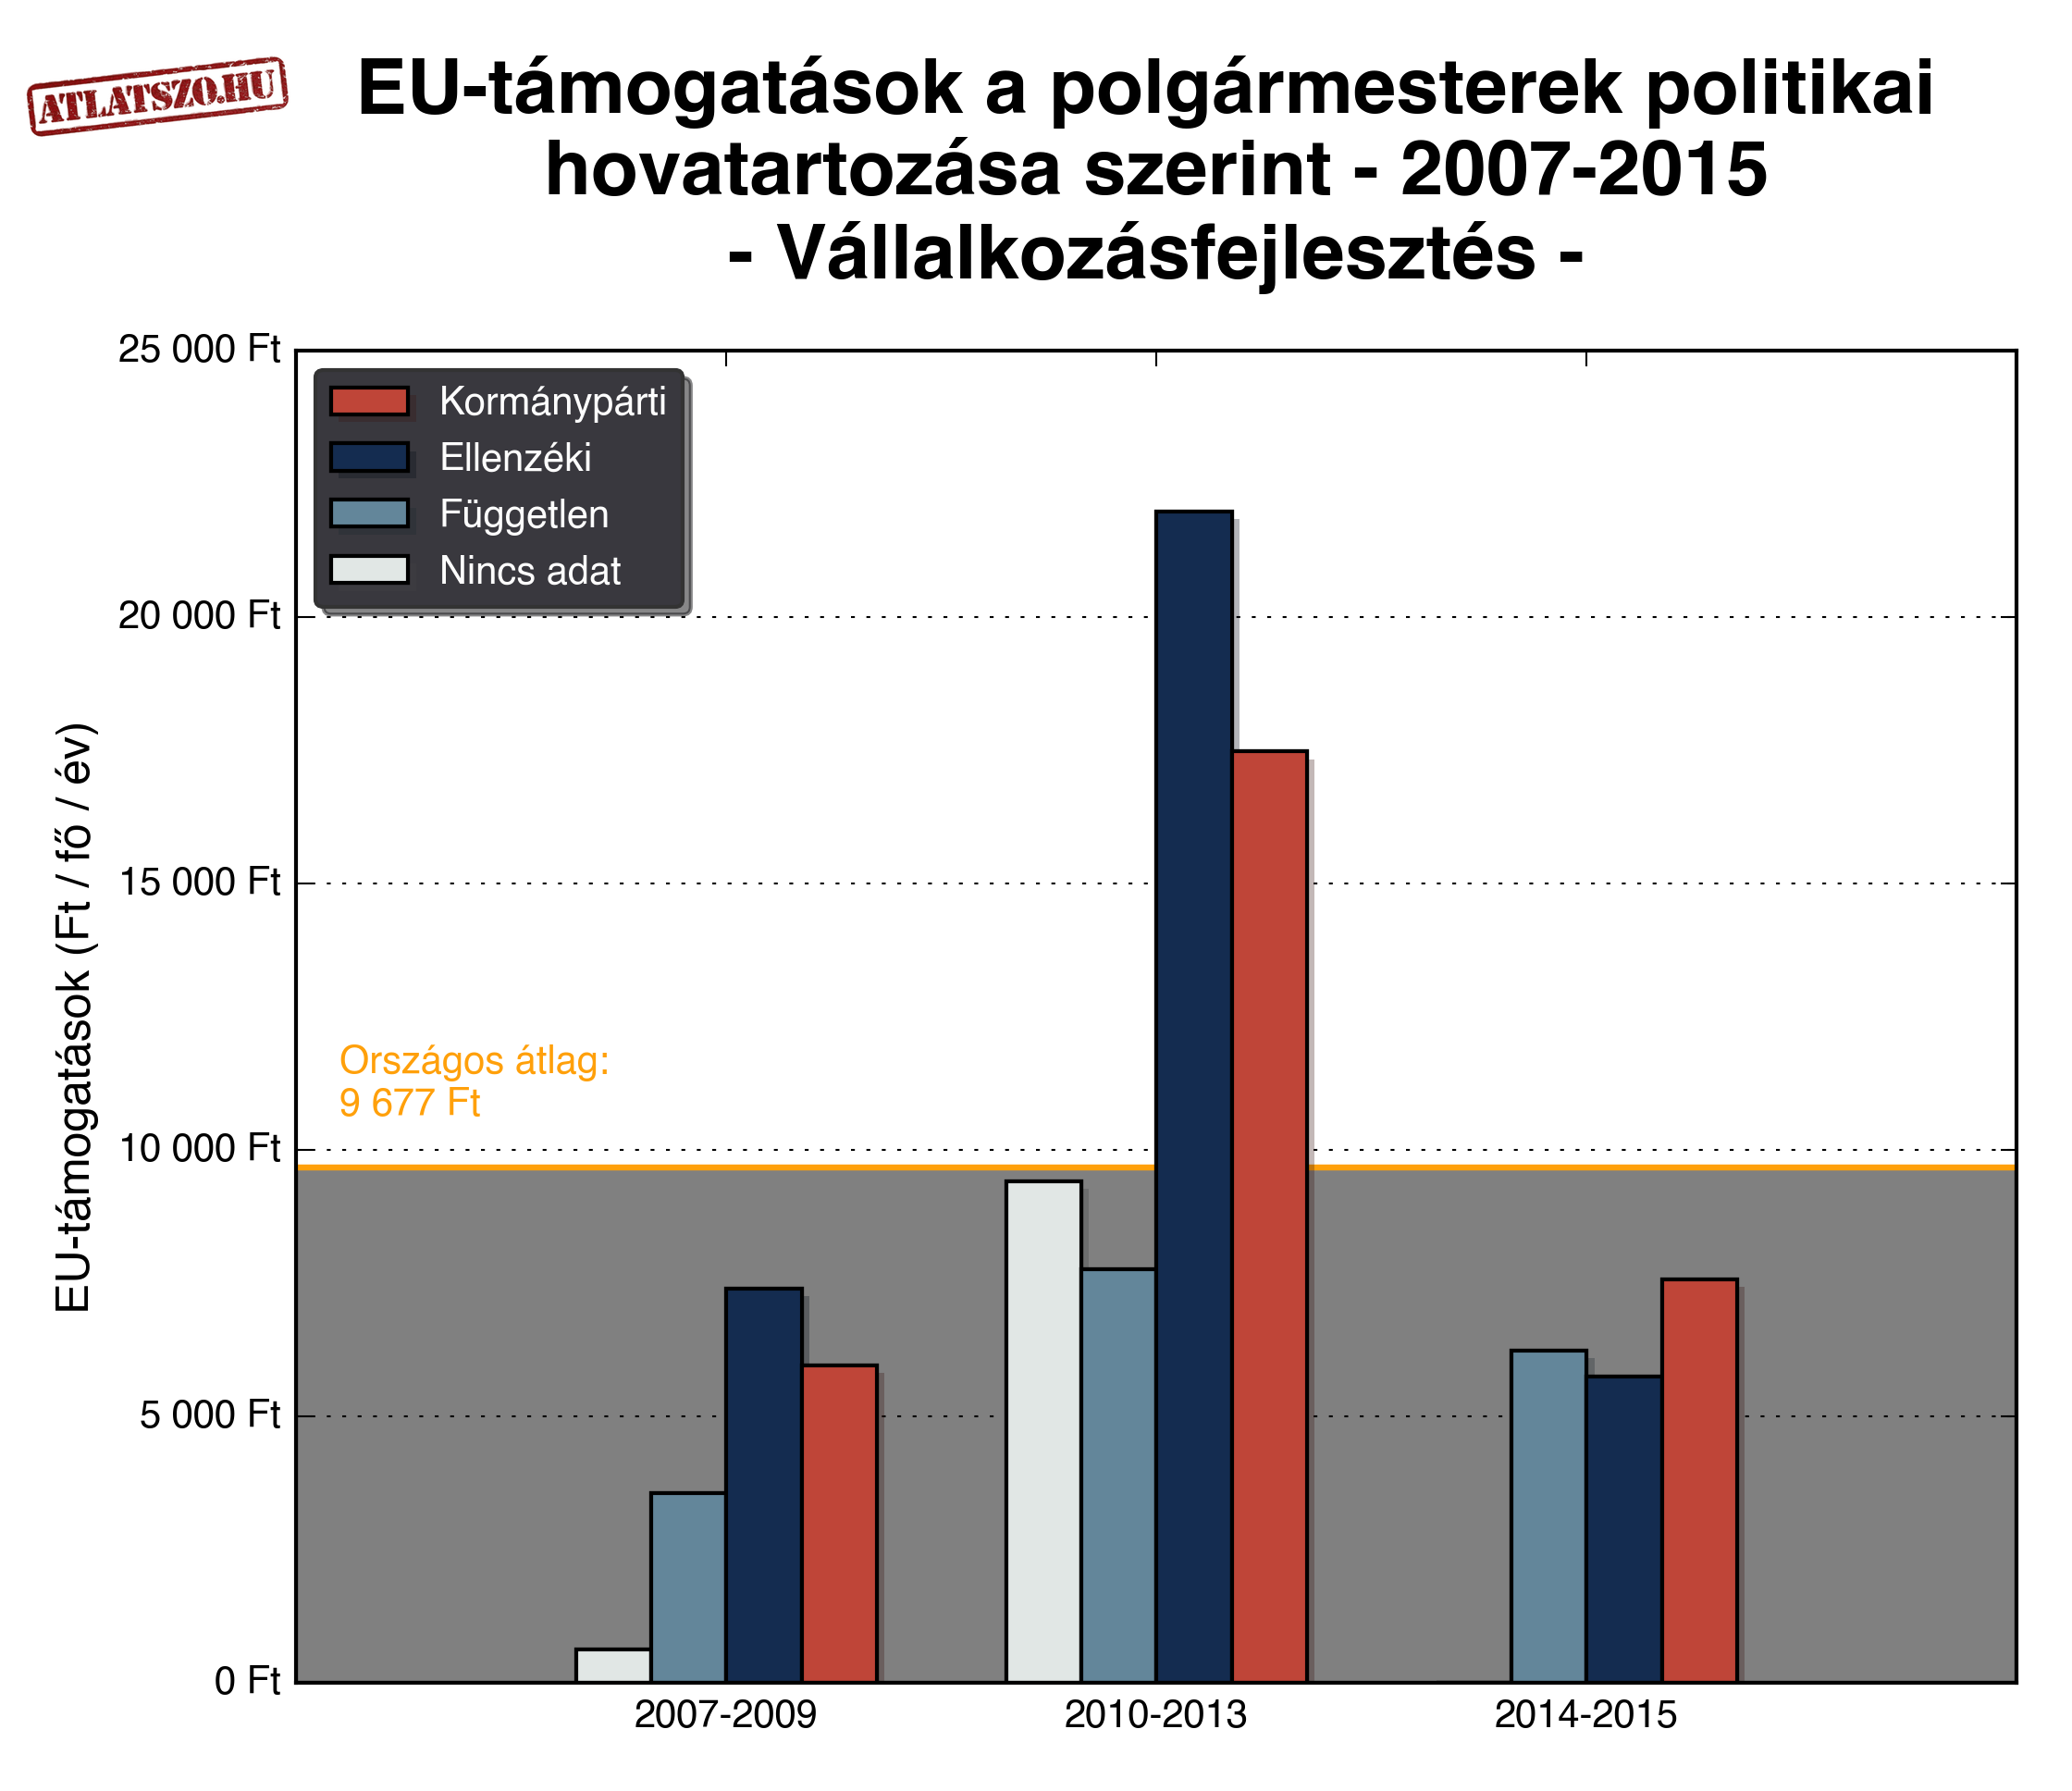 ATLATSZO.HU
EU-támogatások a polgármesterek politikai
hovatartozása szerint - 2007-2015
- Vállalkozásfejlesztés -
25 000 Ft
20 000 Ft
15 000 Ft
10 000 Ft
5 000 Ft
0 Ft
EU-támogatások (Ft / fő / év)
Kormánypárti
Ellenzéki
Független
Nincs adat
Országos átlag:
9 677 Ft
2007-2009
2010-2013
2014-2015